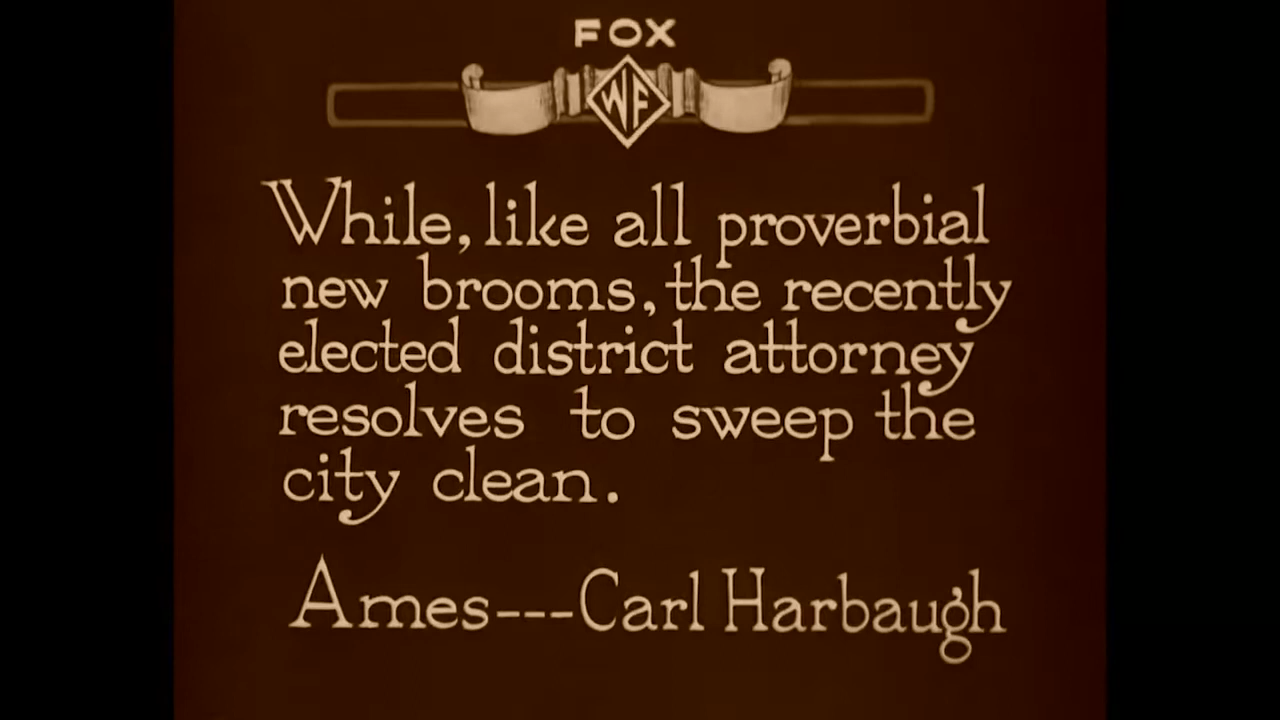 FOX
WF
While, like all proverbial
new brooms, the recently
elected district attorney
resolves to sweep the
city clean.
Ames---Carl Harbaugh